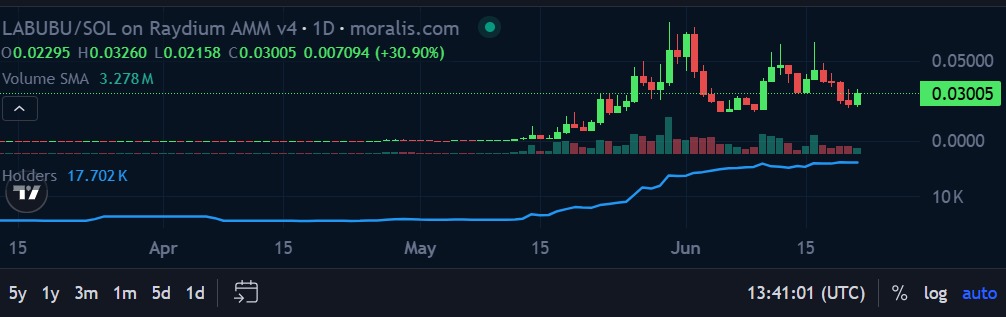 LABUBU/SOL on Raydium AMM v4 · 1D · moralis.com
O0.02295 H0.03260 L0.02158 C0.03005 0.007094 (+30.90%)
Volume SMA 3.278 M
0.05000
0.03005
0.0000
Holders 17.702 K
10 K
15 Apr 15 May 15 Jun 15
5y 1y 3m 1m 5d 1d 13:41:01 (UTC) % log auto